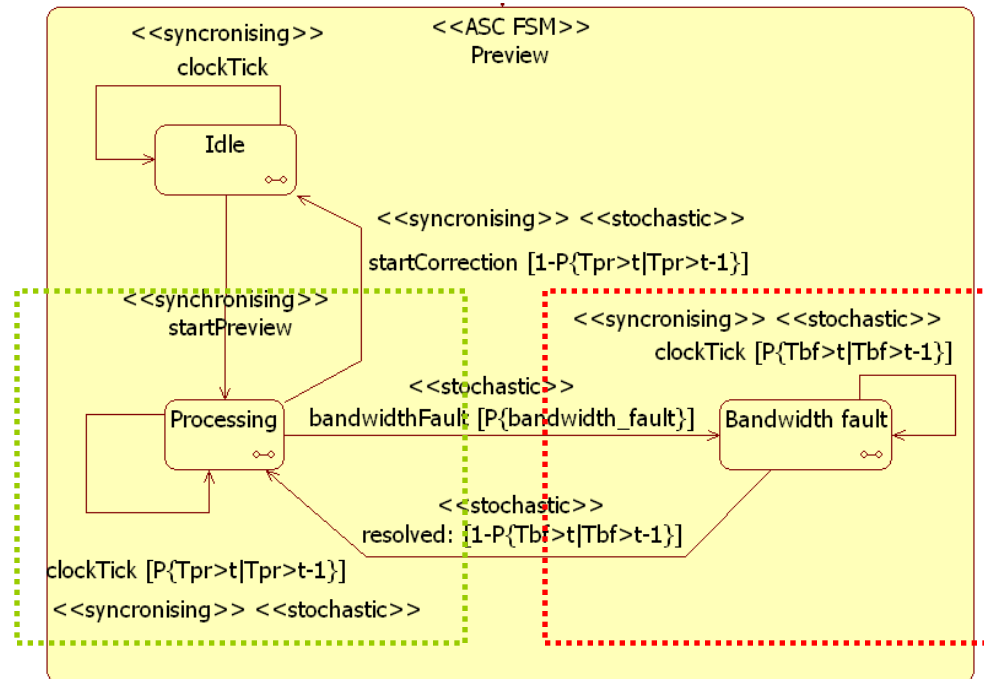 <<ASC FSM>>
Preview
<<syncronising>>
clockTick
Idle
<<syncronising>> <<stochastic>>
startCorrection [1-P{Tpr>t|Tpr>t-1}]
<<synchronising>>
startPreview
<<syncronising>> <<stochastic>>
clockTick [P{Tbf>t|Tbf>t-1}]
<<stochastic>>
bandwidthFault [P{bandwidth_fault}]
Processing
Bandwidth fault
<<stochastic>>
resolved: [1-P{Tbf>t|Tbf>t-1}]
clockTick [P{Tpr>t|Tpr>t-1}]
<<syncronising>> <<stochastic>>